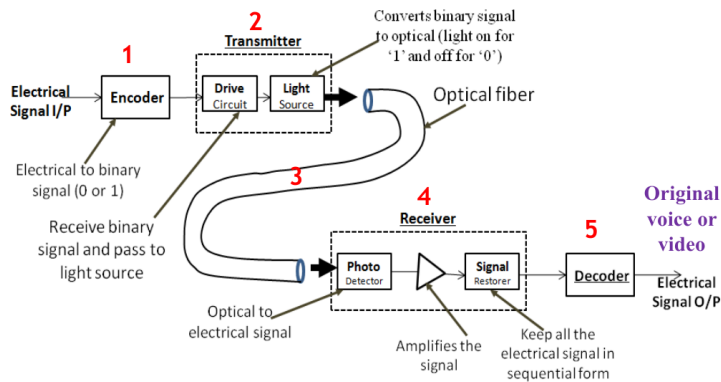 Converts binary signal
to optical (light on for
‘1’ and off for ‘0’)
2
Transmitter
1
Electrical
Signal I/P
Encoder
Drive
Circuit
Light
Source
Optical fiber
Electrical to binary
signal (0 or 1)
3
Receive binary
signal and pass to
light source
4
Receiver
5
Original
voice or
video
Photo
Detector
Signal
Restorer
Decoder
Electrical
Signal O/P
Optical to
electrical signal
Amplifies the
signal
Keep all the
electrical signal in
sequential form